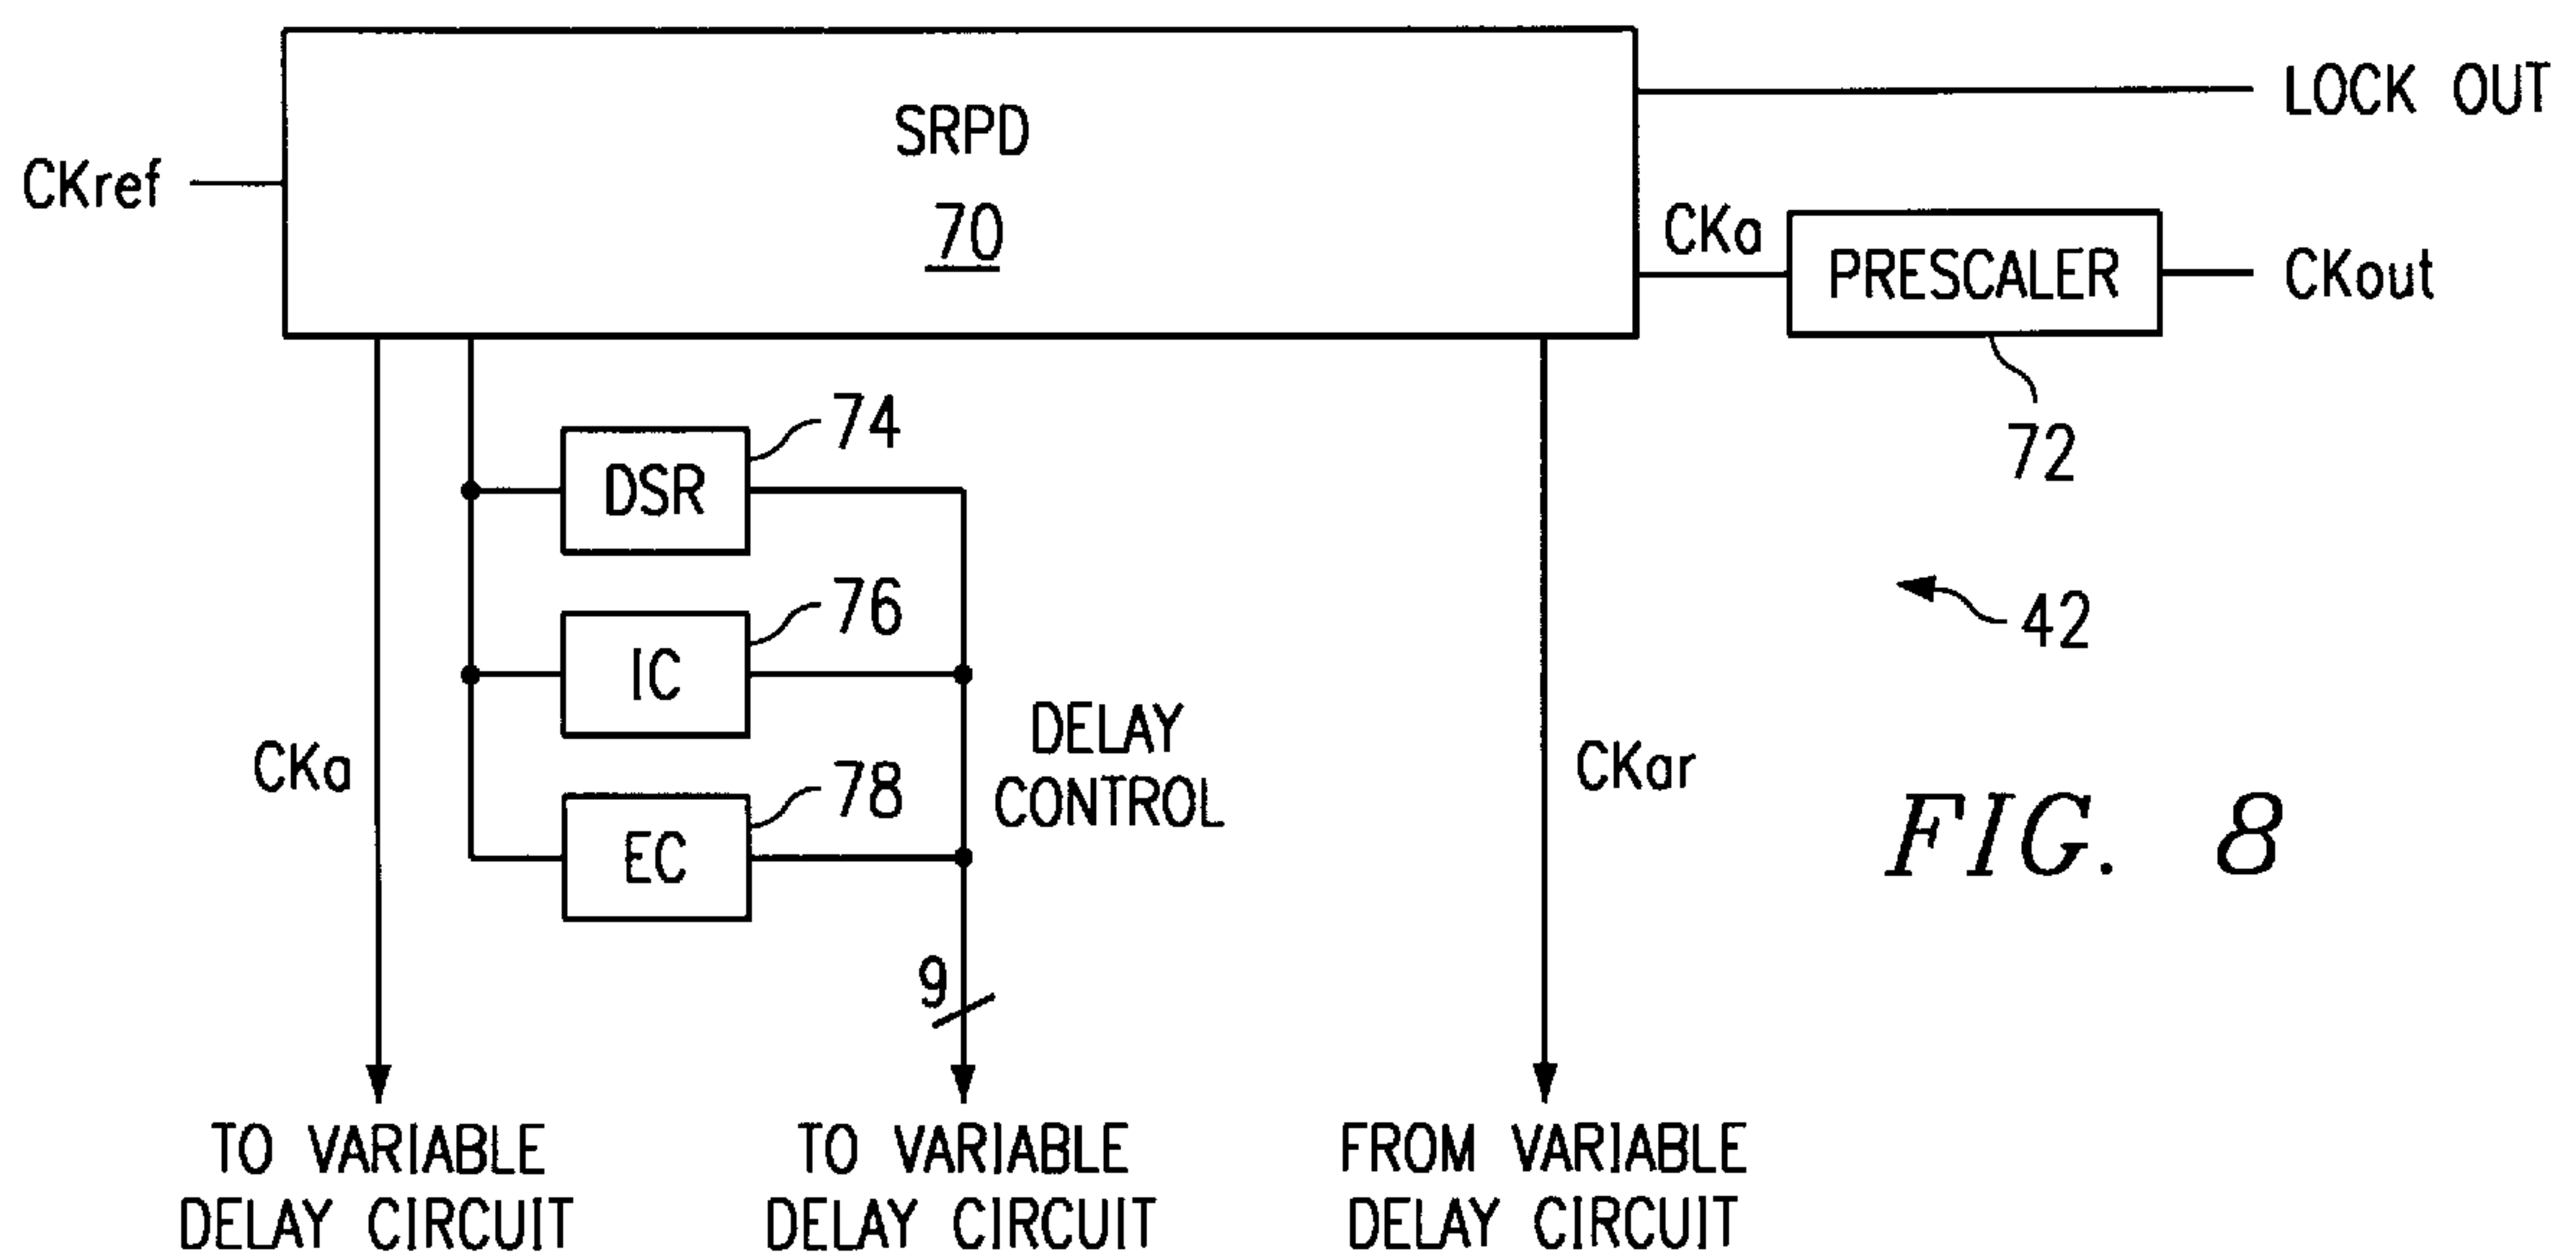 LOCK OUT
SRPD
CKref
70
CKa
PRESCALER
CKout
74
72
DSR
76
42
IC
DELAY
CONTROL
CKa
78
CKar
EC
FIG. 8
9
TO VARIABLE
DELAY CIRCUIT
TO VARIABLE
DELAY CIRCUIT
FROM VARIABLE
DELAY CIRCUIT